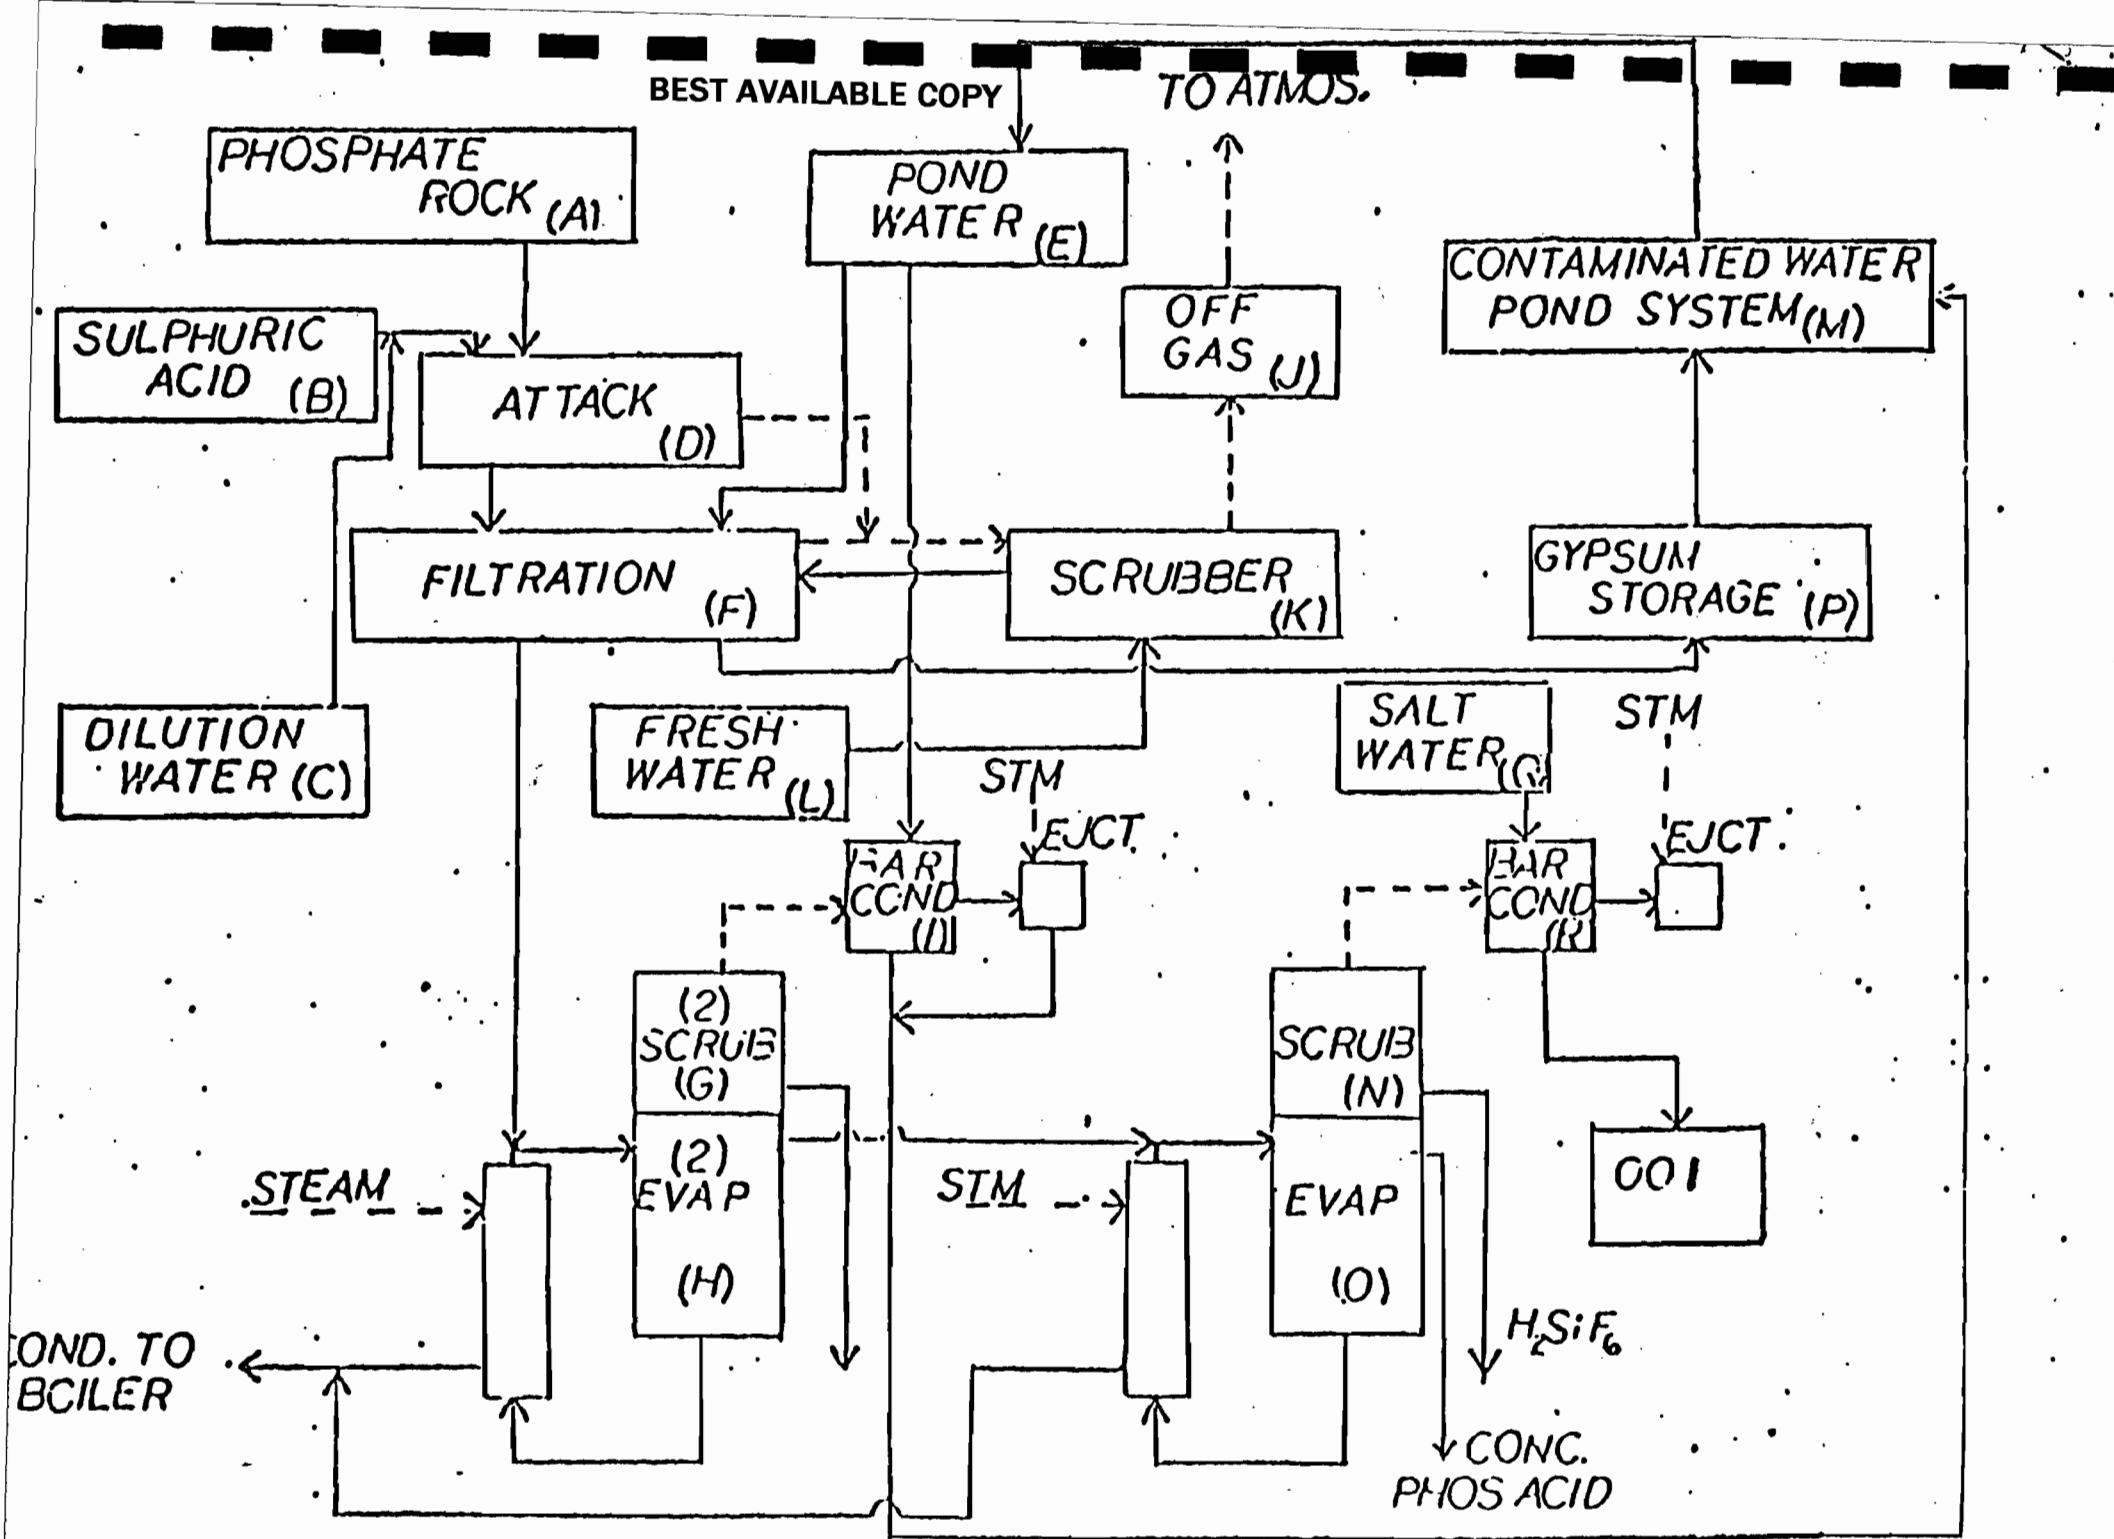 BEST AVAILABLE COPY
TO ATMOS.
PHOSPHATE
ROCK (A)
POND
WATER (E)
CONTAMINATED WATER
POND SYSTEM (M)
OFF
GAS (J)
SULPHURIC
ACID (B)
ATTACK
(D)
FILTRATION
(F)
SCRUBBER
(K)
GYPSUM
STORAGE (P)
DILUTION
WATER (C)
FRESH
WATER
(L)
SALT
WATER (Q)
STM
STM
EJCT.
EJCT.
BAR
COND
(I)
BAR
COND
(R)
(2)
SCRUB
(G)
SCRUB
(N)
(2)
EVAP
(H)
EVAP
(O)
001
STEAM
STM
H2SiF6
OND. TO
BOILER
CONC.
PHOS ACID